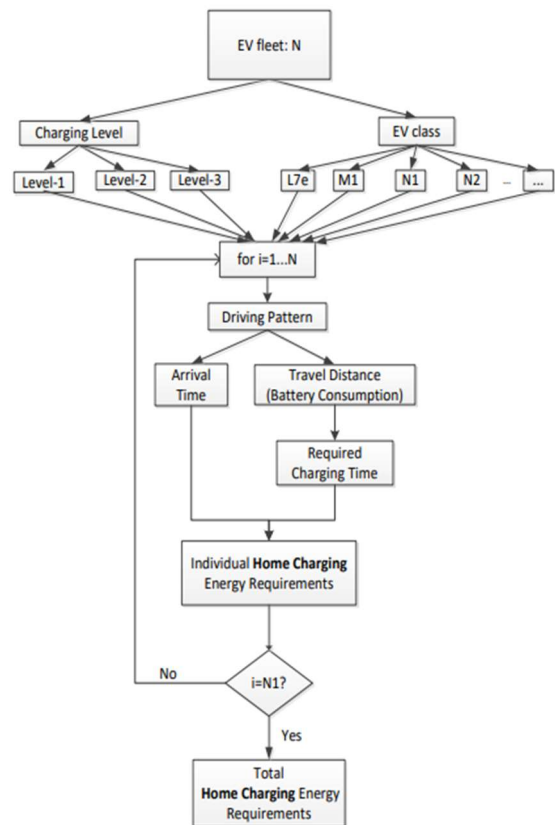 EV fleet: N
Charging Level
EV class
Level-1
Level-2
Level-3
L7e
M1
N1
N2
...
...
for i=1...N
Driving Pattern
Arrival
Time
Travel Distance
(Battery Consumption)
Required
Charging Time
Individual Home Charging
Energy Requirements
No
i=N1?
Yes
Total
Home Charging Energy
Requirements